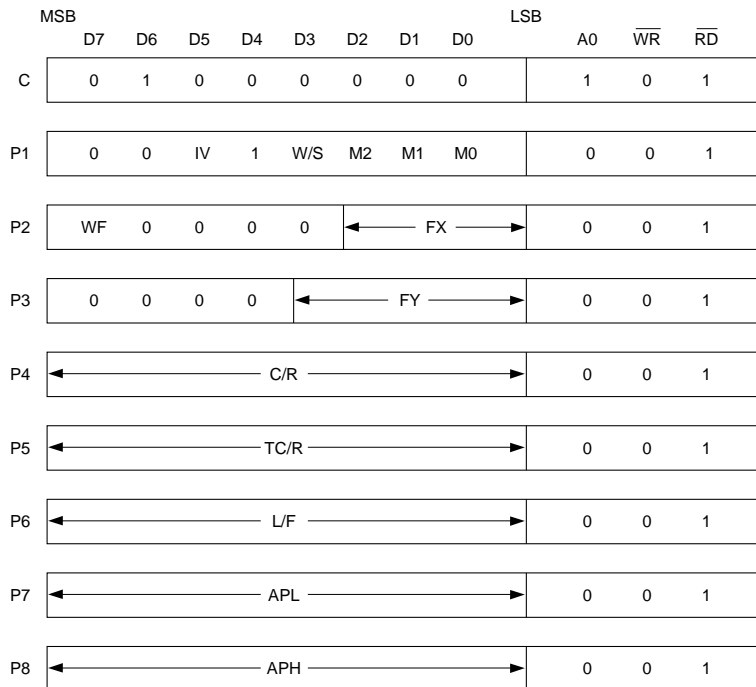 MSB LSB
D7 D6 D5 D4 D3 D2 D1 D0 A0 W̅R̅ R̅D̅
C 0 1 0 0 0 0 0 0 1 0 1
P1 0 0 IV 1 W/S M2 M1 M0 0 0 1
P2 WF 0 0 0 0 FX 0 0 1
P3 0 0 0 0 FY 0 0 1
P4 C/R 0 0 1
P5 TC/R 0 0 1
P6 L/F 0 0 1
P7 APL 0 0 1
P8 APH 0 0 1